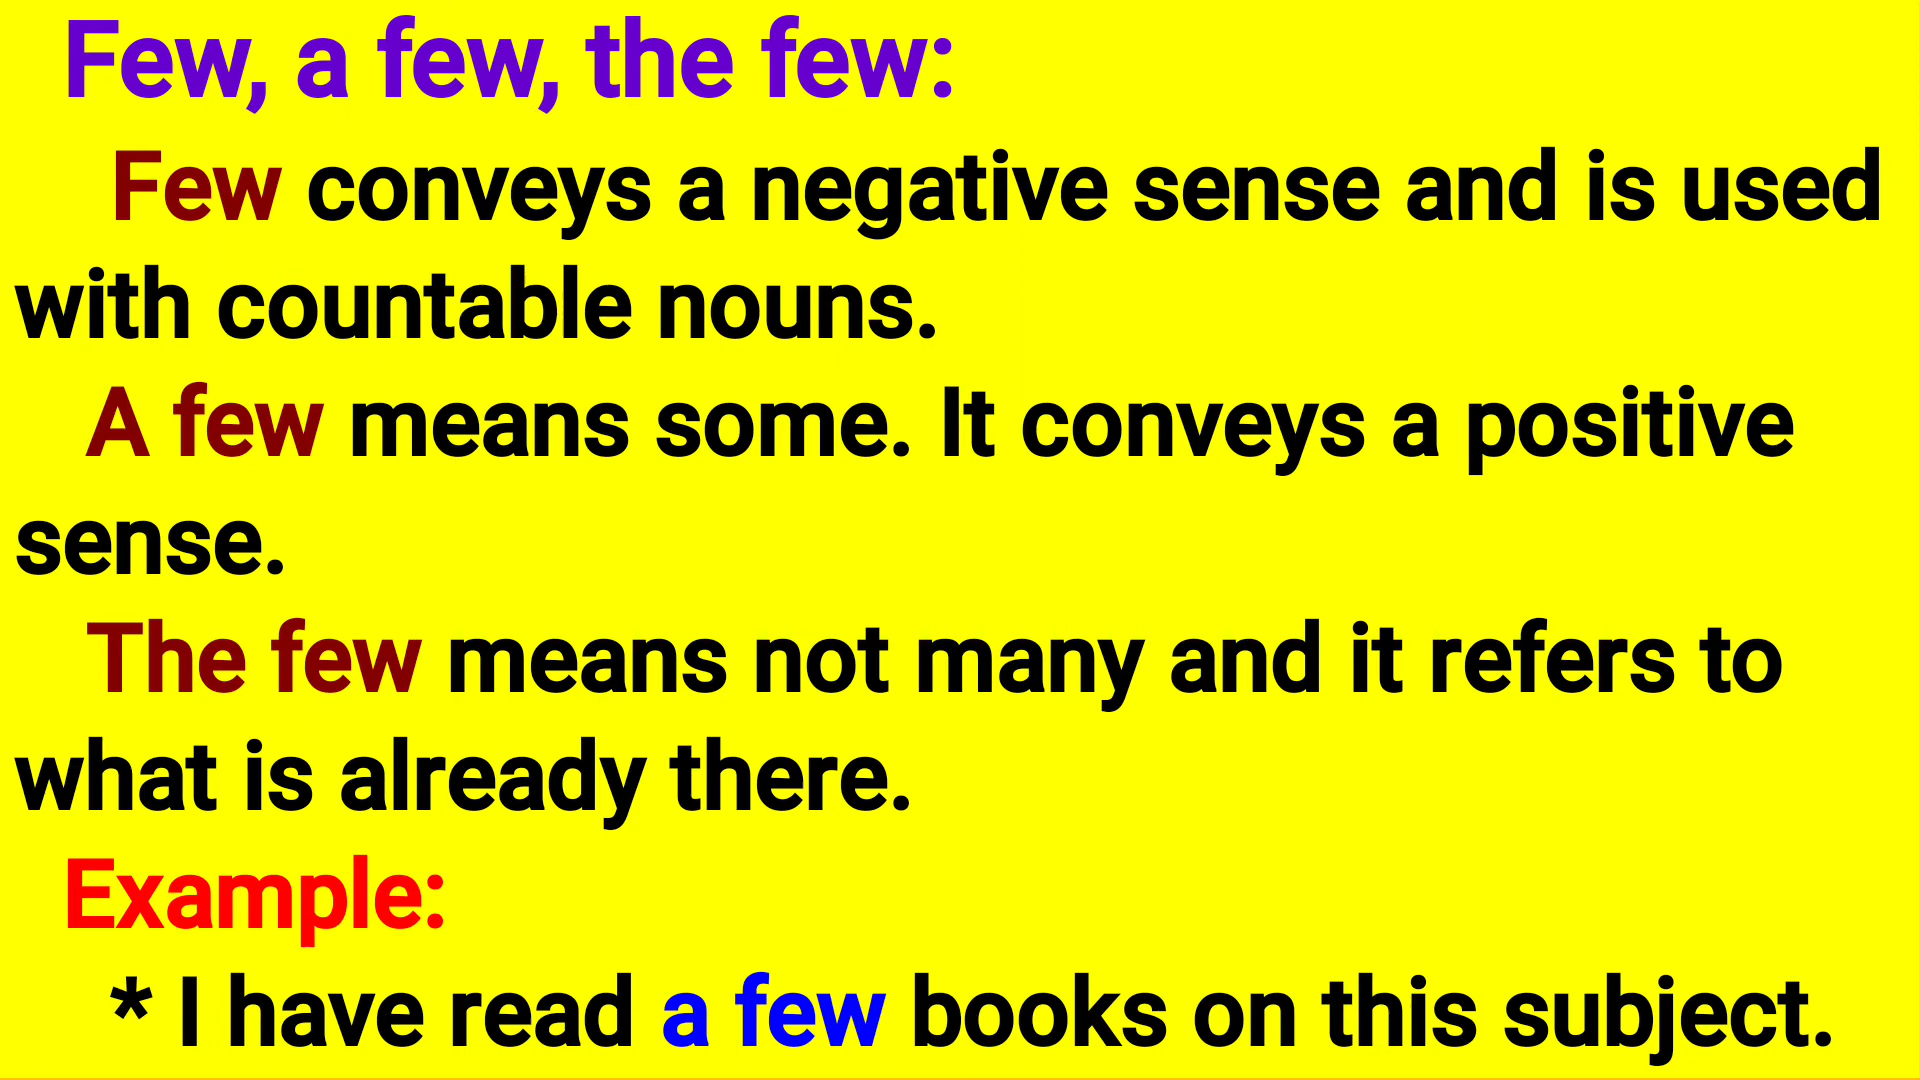 Few, a few, the few:
Few conveys a negative sense and is used
with countable nouns.
A few means some. It conveys a positive
sense.
The few means not many and it refers to
what is already there.
Example:
* I have read a few books on this subject.